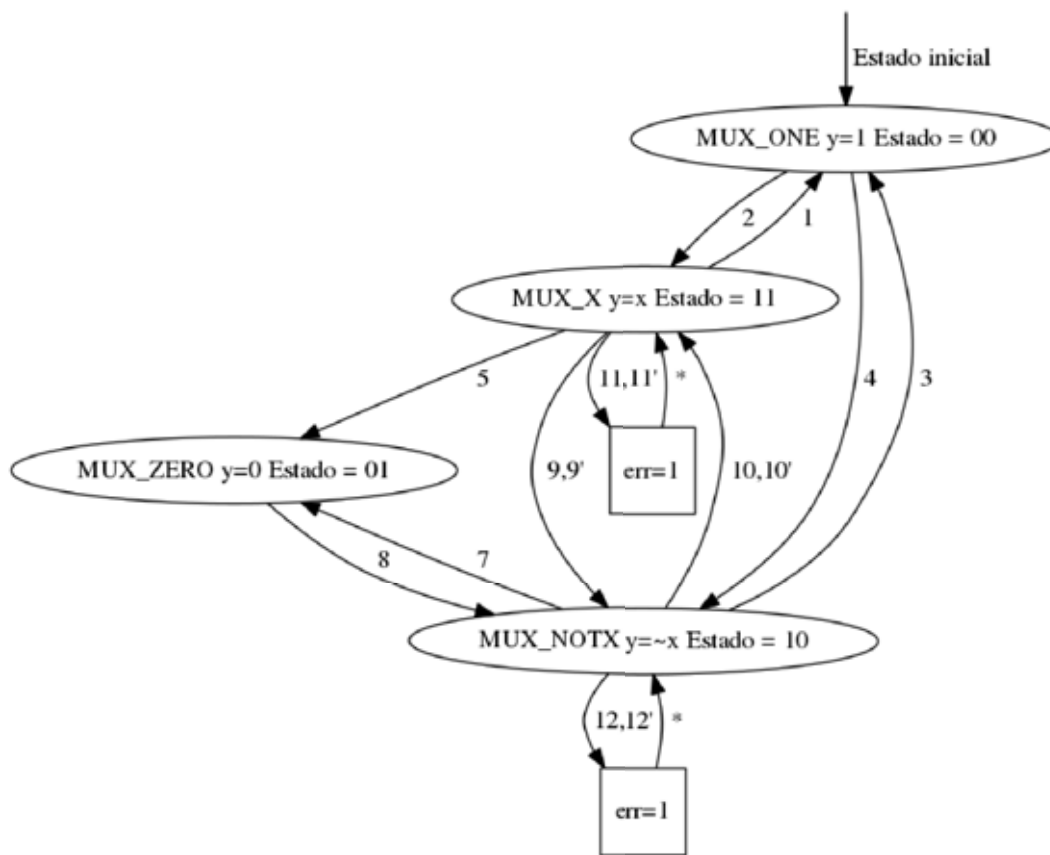 Estado inicial
MUX_ONE y=1 Estado = 00
2
1
MUX_X y=x Estado = 11
5
11,11'
*
4
3
MUX_ZERO y=0 Estado = 01
9,9'
err=1
10,10'
8
7
MUX_NOTX y=~x Estado = 10
12,12'
*
err=1